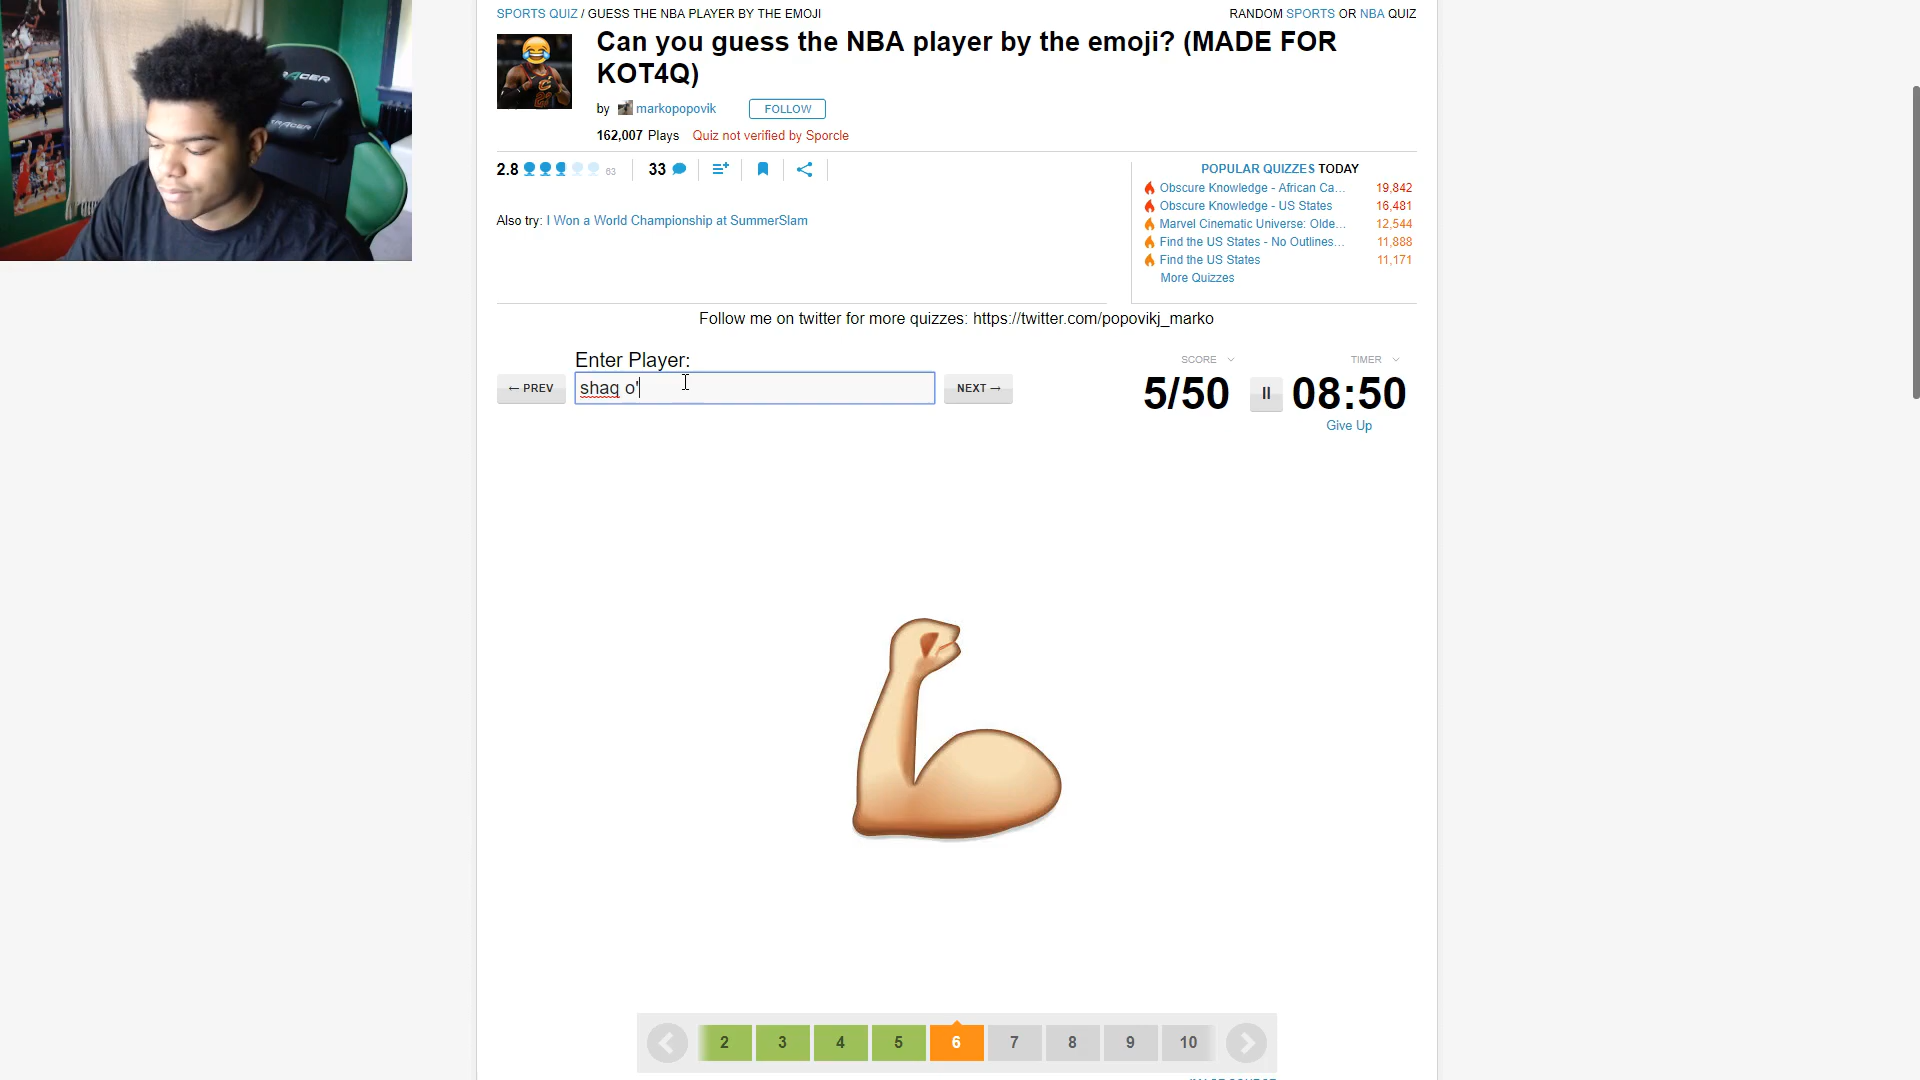 SPORTS QUIZ / GUESS THE NBA PLAYER BY THE EMOJI
RANDOM SPORTS OR NBA QUIZ
Can you guess the NBA player by the emoji? (MADE FOR
KOT4Q)
by markopopovik FOLLOW
162,007 Plays Quiz not verified by Sporcle
2.8 83 33
Also try: I Won a World Championship at SummerSlam
POPULAR QUIZZES TODAY
Obscure Knowledge - African Ca... 19,842
Obscure Knowledge - US States 16,481
Marvel Cinematic Universe: Olde... 12,544
Find the US States - No Outlines... 11,888
Find the US States 11,171
More Quizzes
Follow me on twitter for more quizzes: https://twitter.com/popovikj_marko
Enter Player:
← PREV shaq o' NEXT →
SCORE TIMER
5/50 08:50
Give Up
2 3 4 5 6 7 8 9 10